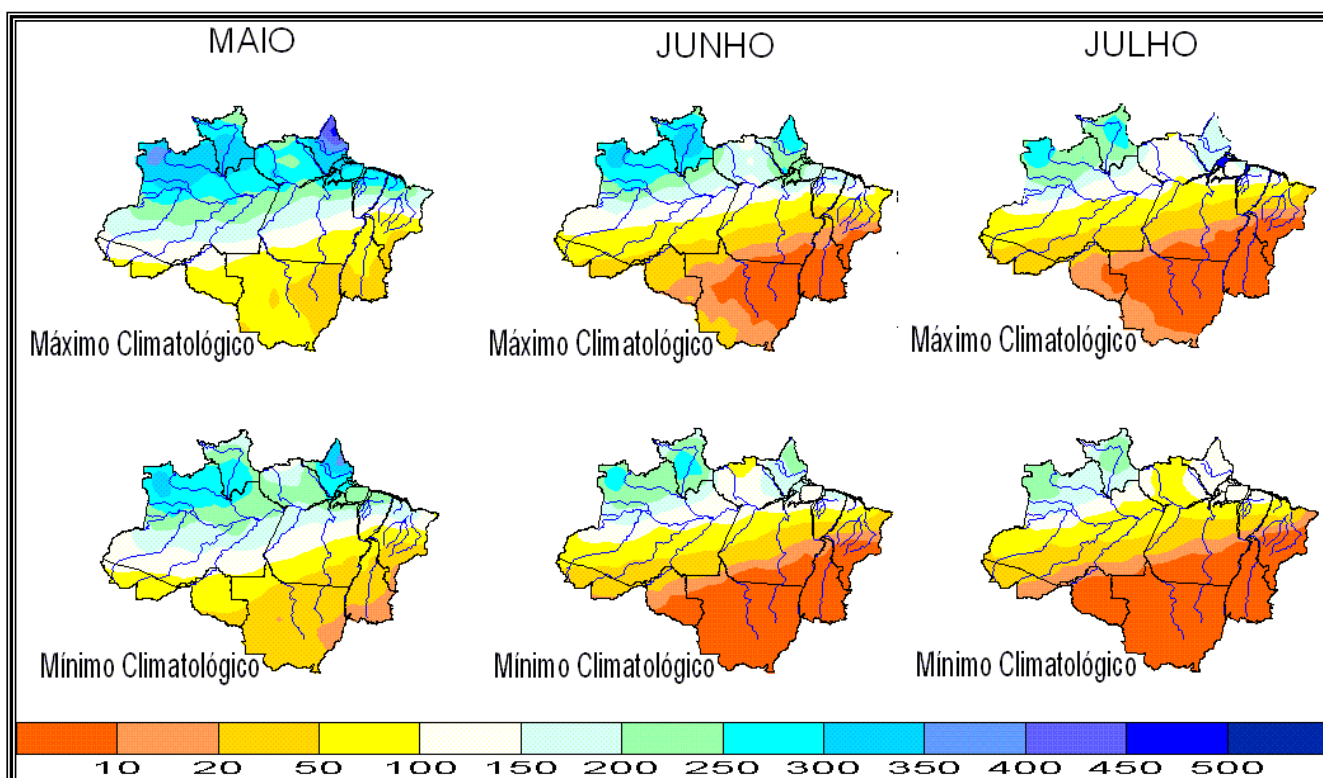 MAIO JUNHO JULHO
Máximo Climatológico Máximo Climatológico Máximo Climatológico
Mínimo Climatológico Mínimo Climatológico Mínimo Climatológico
10 20 50 100 150 200 250 300 350 400 450 500